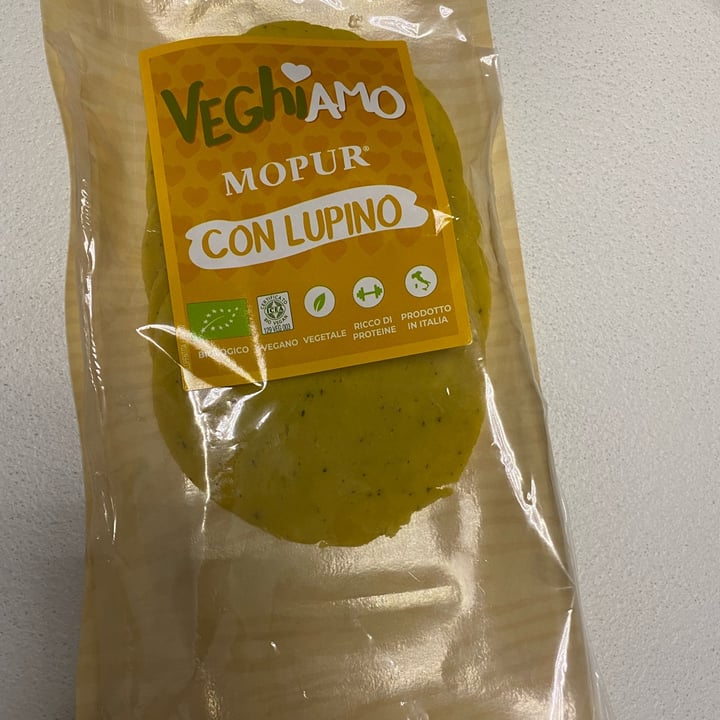 VEGhiAMO
MOPUR®
CON LUPINO
BIOLOGICO
VEGANO
VEGETALE
RICCO DI
PROTEINE
PRODOTTO
IN ITALIA